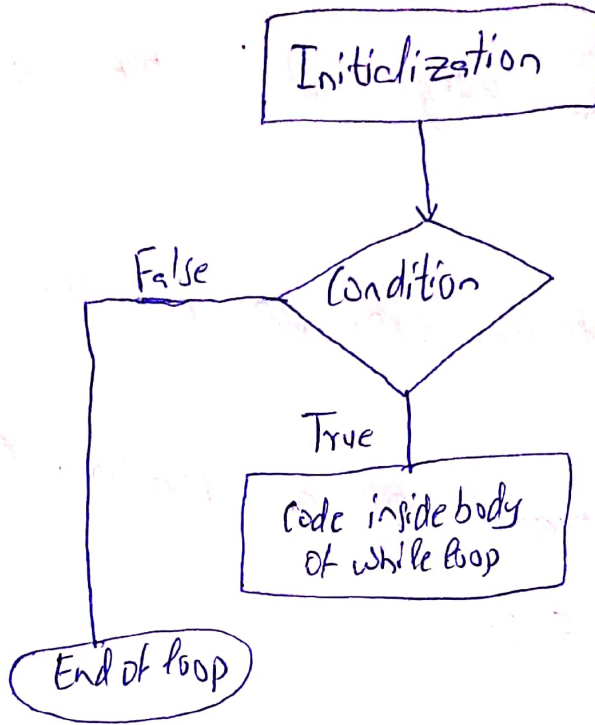 Initialization
Condition
False
True
Code inside body
of while loop
End of loop